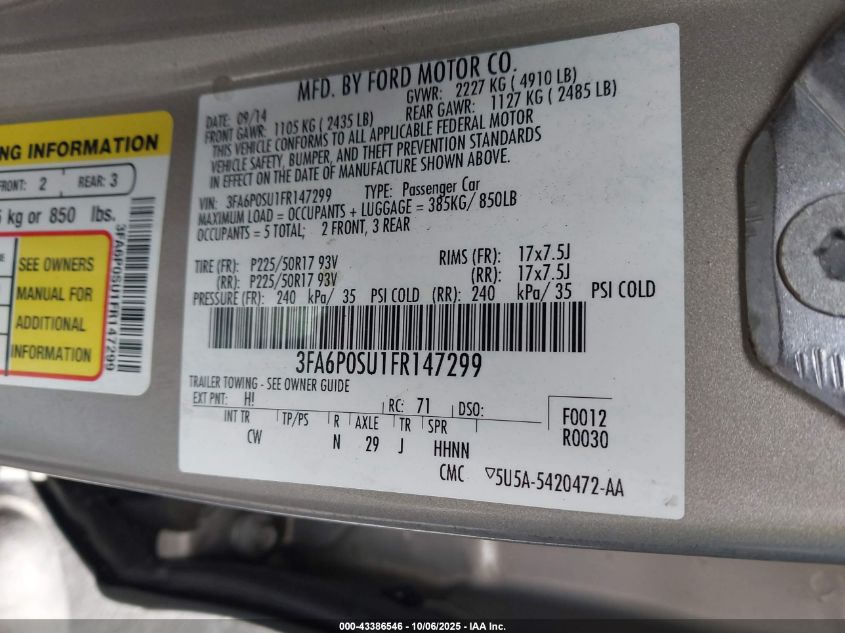 NG INFORMATION
FRONT: 2 REAR: 3
kg or 850 lbs.
SEE OWNERS
MANUAL FOR
ADDITIONAL
INFORMATION
3FA6P0SU1FR147299
MFD. BY FORD MOTOR CO.
DATE: 09/14 GVWR: 2227 KG ( 4910 LB)
FRONT GAWR: 1105 KG ( 2435 LB) REAR GAWR: 1127 KG ( 2485 LB)
THIS VEHICLE CONFORMS TO ALL APPLICABLE FEDERAL MOTOR
VEHICLE SAFETY, BUMPER, AND THEFT PREVENTION STANDARDS
IN EFFECT ON THE DATE OF MANUFACTURE SHOWN ABOVE.
VIN: 3FA6P0SU1FR147299 TYPE: Passenger Car
MAXIMUM LOAD = OCCUPANTS + LUGGAGE = 385KG/ 850LB
OCCUPANTS = 5 TOTAL; 2 FRONT, 3 REAR
TIRE (FR): P225/50R17 93V RIMS (FR): 17x7.5J
(RR): P225/50R17 93V (RR): 17x7.5J
PRESSURE (FR): 240 kPa/ 35 PSI COLD (RR): 240 kPa/ 35 PSI COLD
3FA6P0SU1FR147299
TRAILER TOWING - SEE OWNER GUIDE
EXT PNT: H! RC: 71 DSO: F0012
INT TR TP/PS R AXLE TR SPR R0030
CW N 29 J HHNN
CMC ▽5U5A-5420472-AA
000-43386546 - 10/06/2025 - IAA Inc.